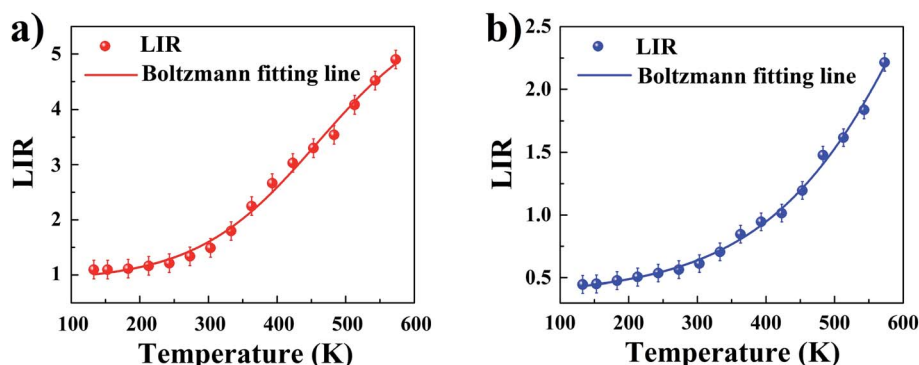 a)
LIR
Boltzmann fitting line
LIR
5
4
3
2
1
100 200 300 400 500 600
Temperature (K)
b)
LIR
Boltzmann fitting line
LIR
2.5
2.0
1.5
1.0
0.5
100 200 300 400 500 600
Temperature (K)